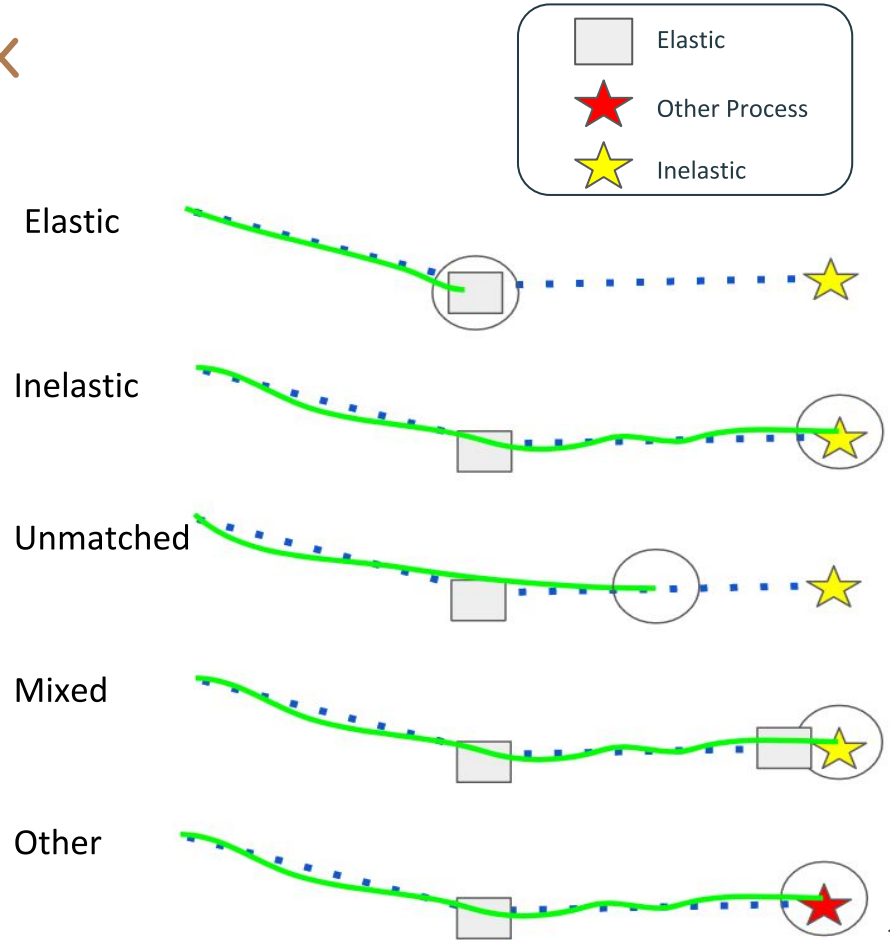 Elastic
Other Process
Inelastic
Elastic
Inelastic
Unmatched
Mixed
Other